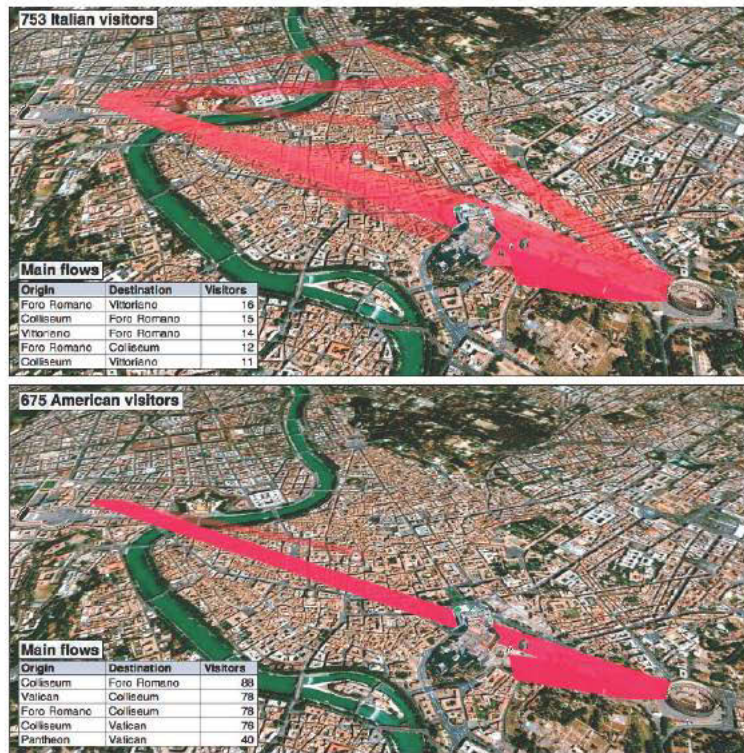 753 Italian visitors
Main flows
Origin Destination Visitors
Foro Romano Vittoriano 16
Colliseum Foro Romano 15
Vittoriano Foro Romano 14
Foro Romano Colliseum 12
Colliseum Vittoriano 11
675 American visitors
Main flows
Origin Destination Visitors
Colliseum Foro Romano 88
Vatican Colliseum 78
Foro Romano Colliseum 78
Colliseum Vatican 76
Pantheon Vatican 40